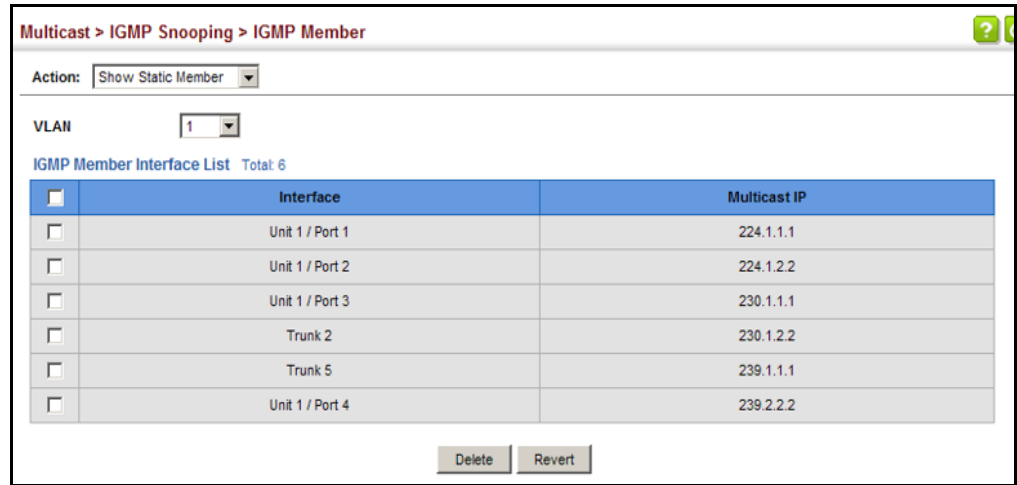 Multicast > IGMP Snooping > IGMP Member
?
Action: Show Static Member
VLAN 1
IGMP Member Interface List Total: 6
Interface Multicast IP
Unit 1 / Port 1 224.1.1.1
Unit 1 / Port 2 224.1.2.2
Unit 1 / Port 3 230.1.1.1
Trunk 2 230.1.2.2
Trunk 5 239.1.1.1
Unit 1 / Port 4 239.2.2.2
Delete Revert